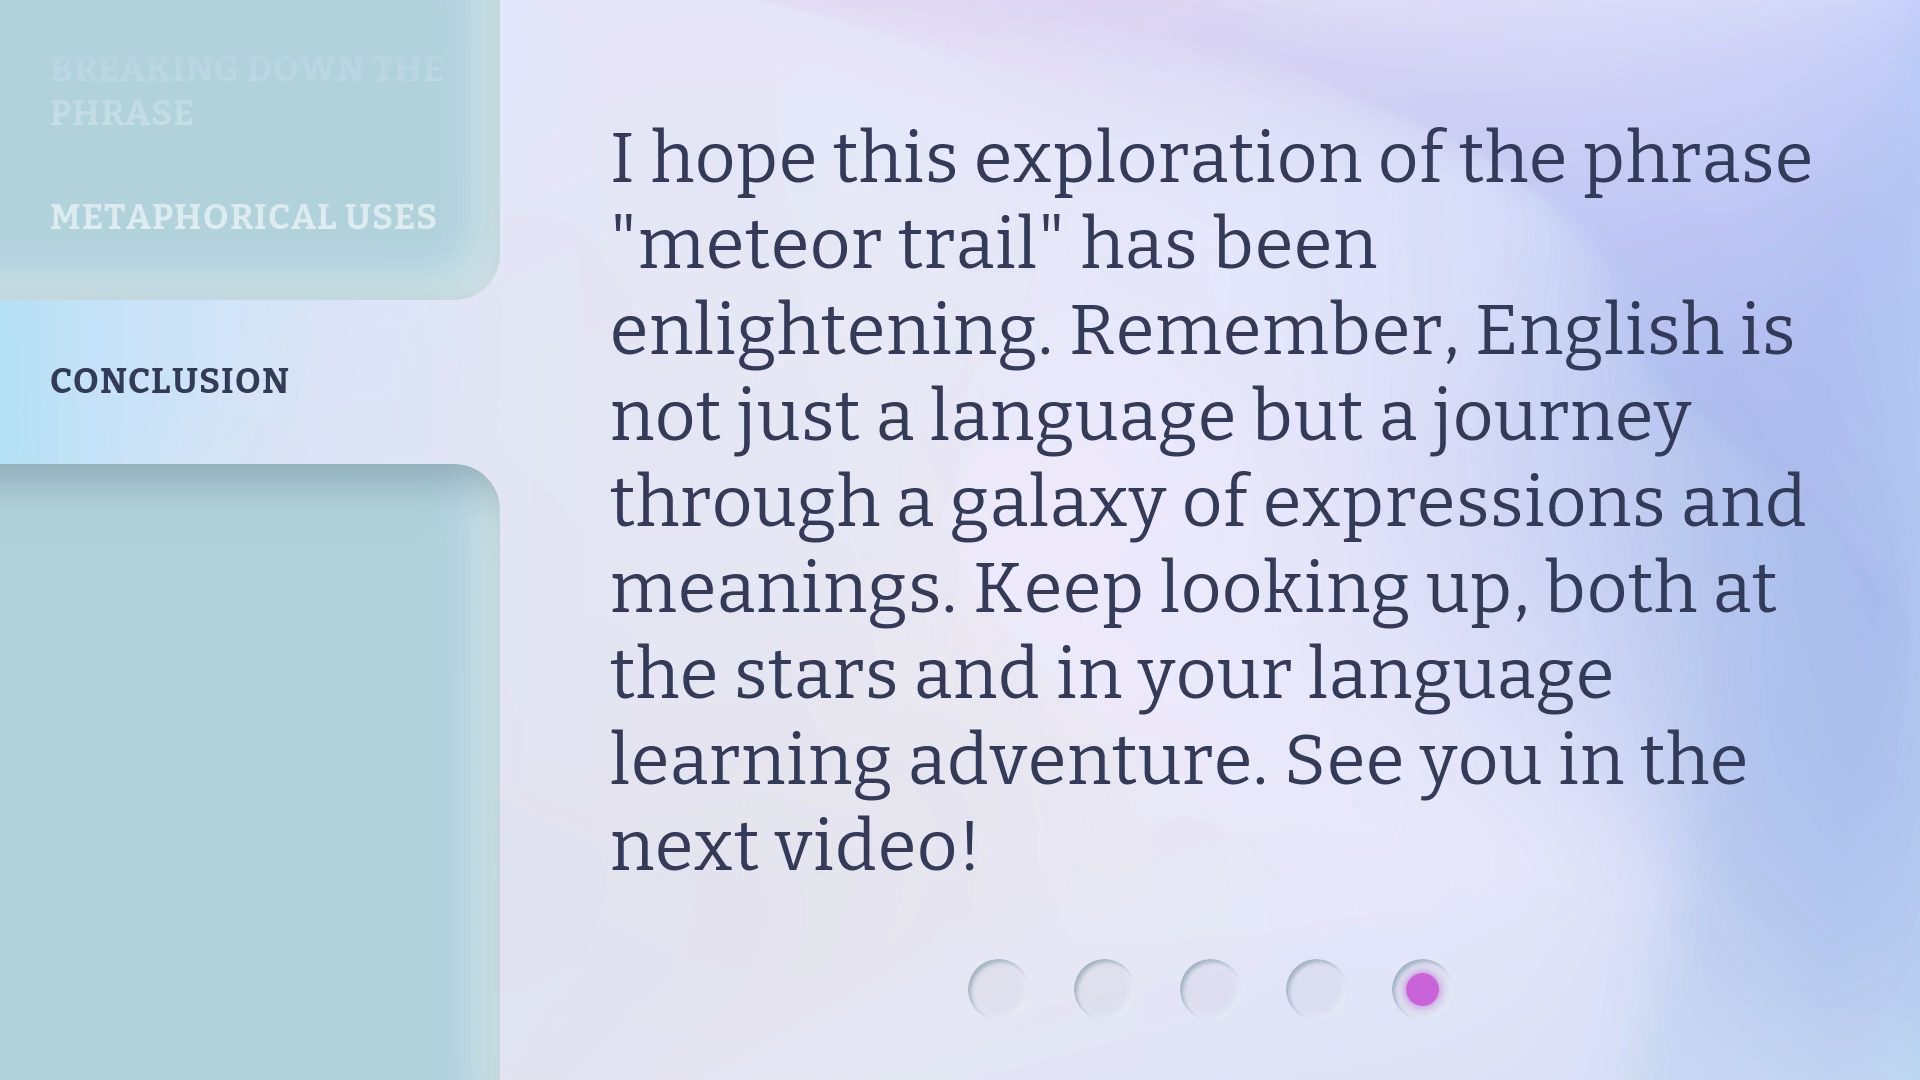 BREAKING DOWN THE
PHRASE
METAPHORICAL USES
CONCLUSION
I hope this exploration of the phrase
"meteor trail" has been
enlightening. Remember, English is
not just a language but a journey
through a galaxy of expressions and
meanings. Keep looking up, both at
the stars and in your language
learning adventure. See you in the
next video!